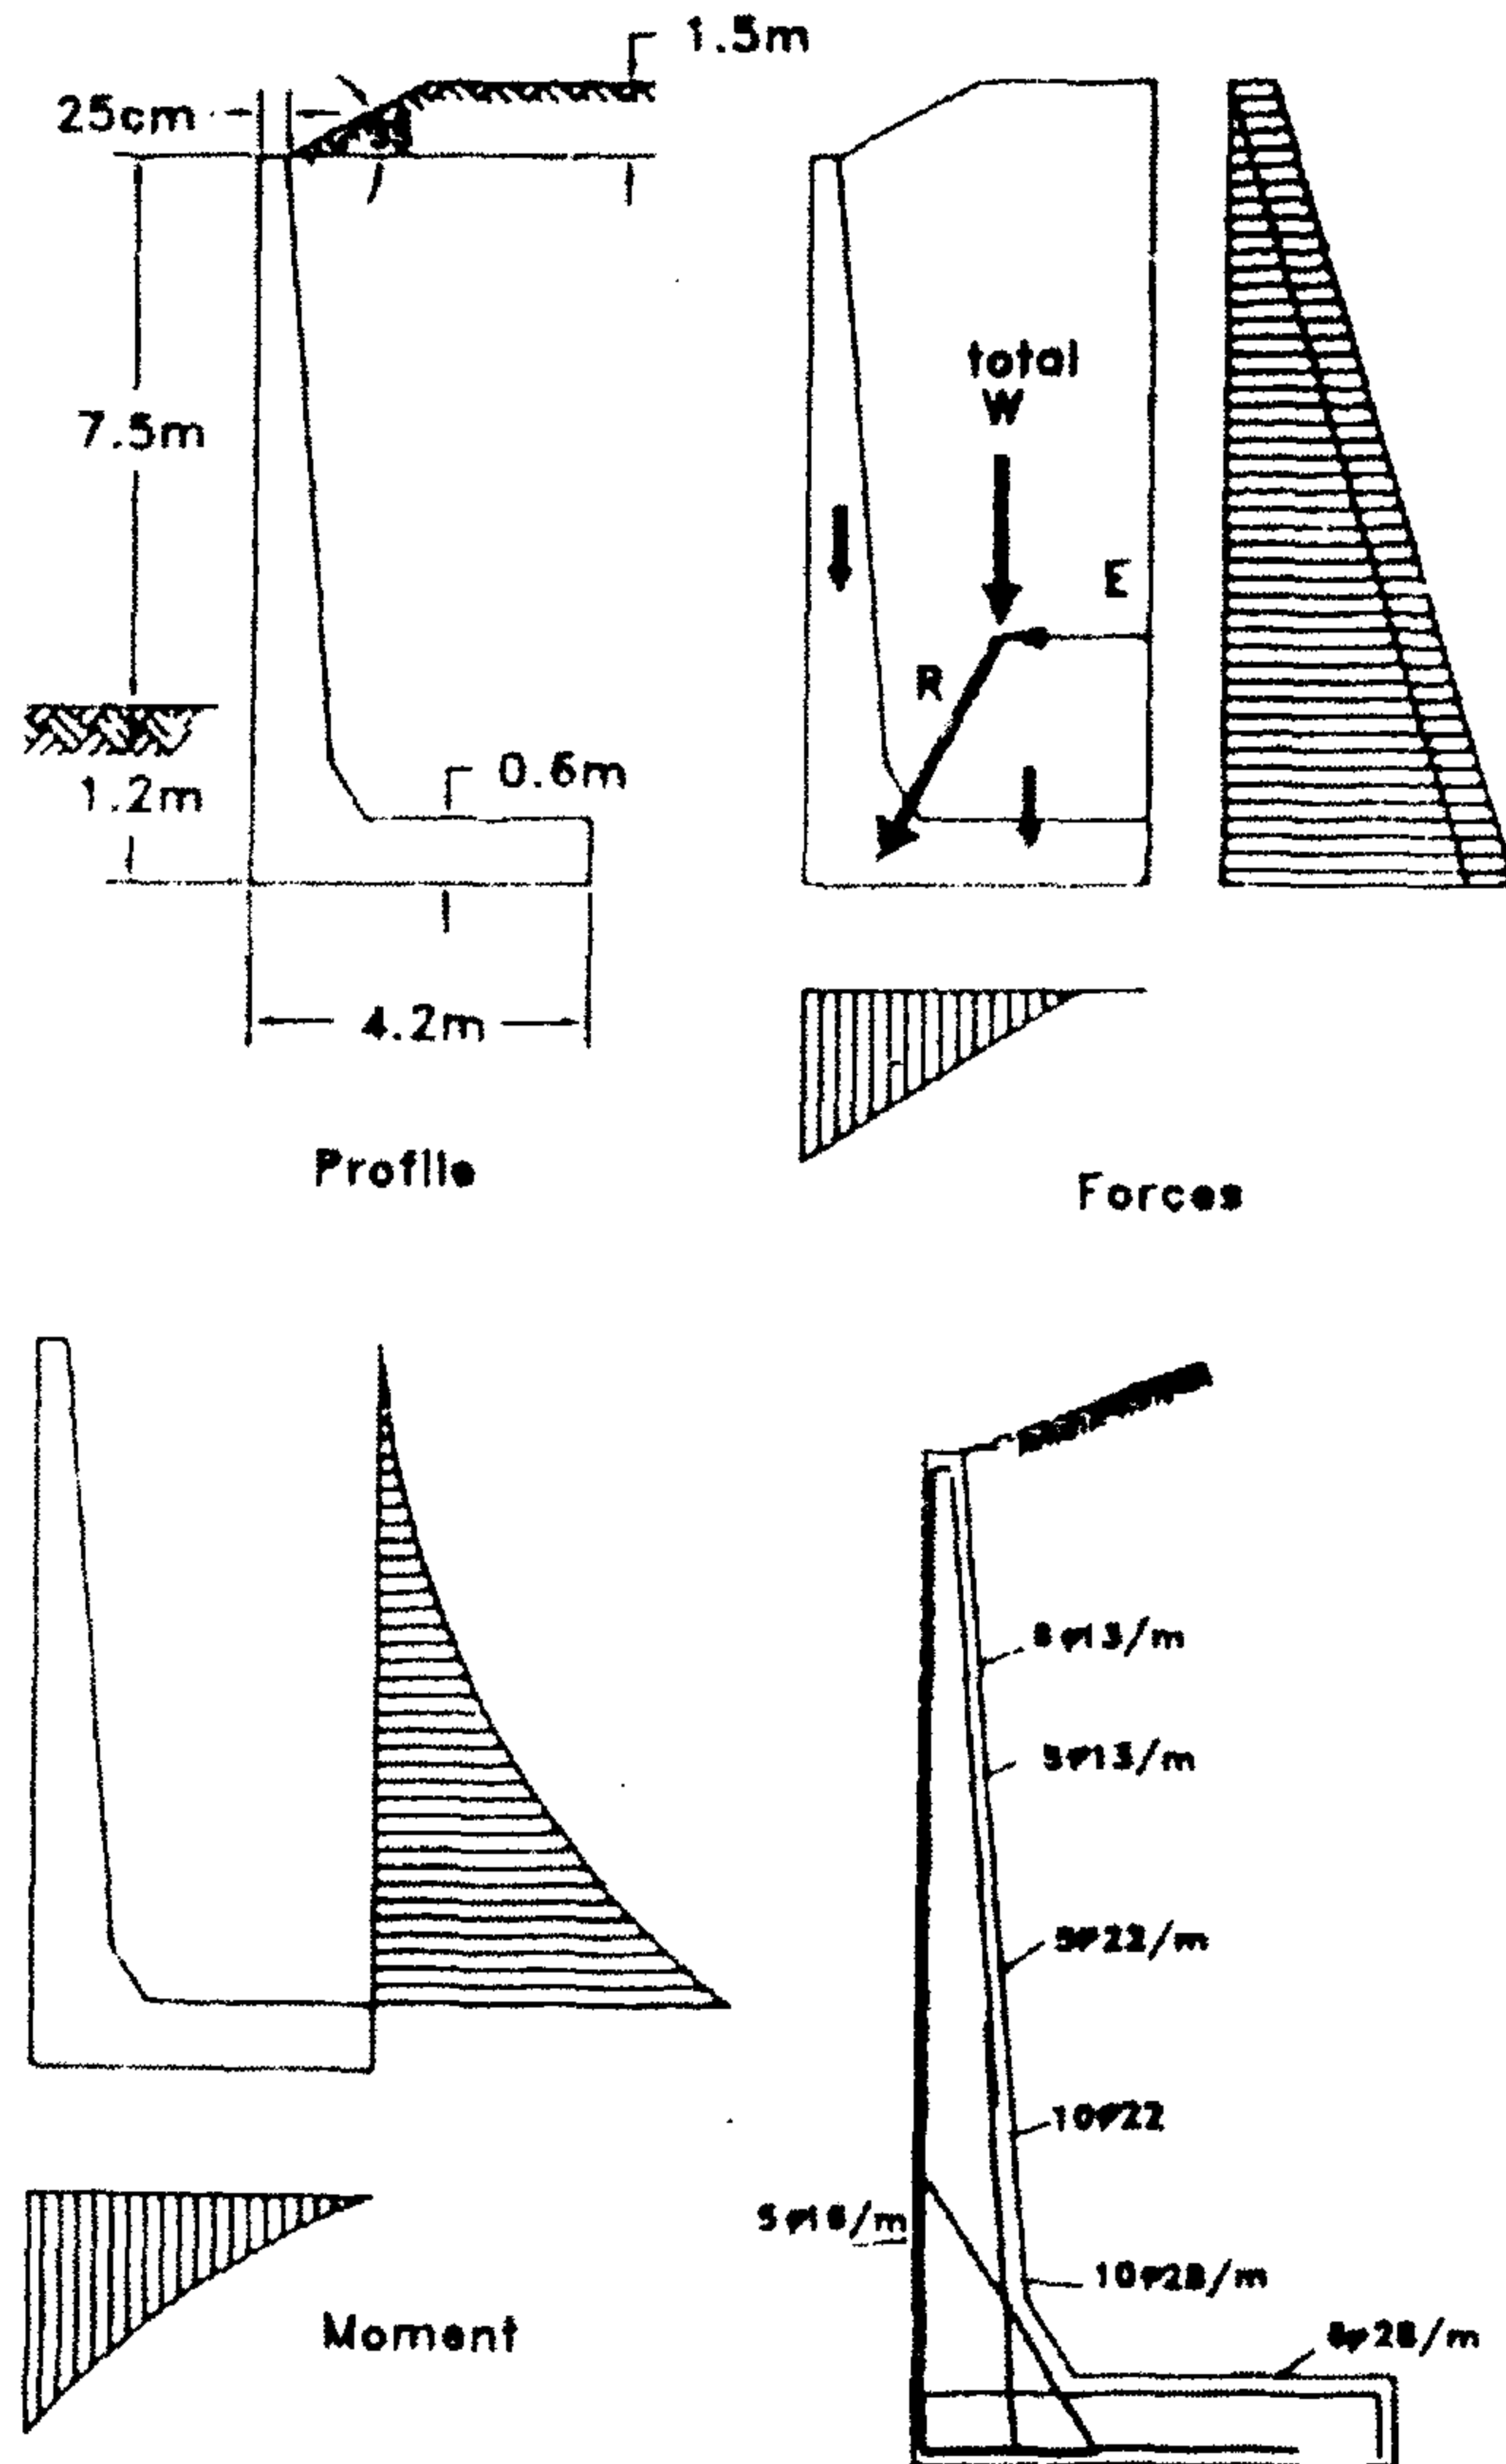 1.5m
25cm
7.5m
1.2m
0.6m
4.2m
Profile
total
W
E
R
Forces
Moment
8φ13/m
5φ13/m
5φ22/m
10φ22
5φ16/m
10φ28/m